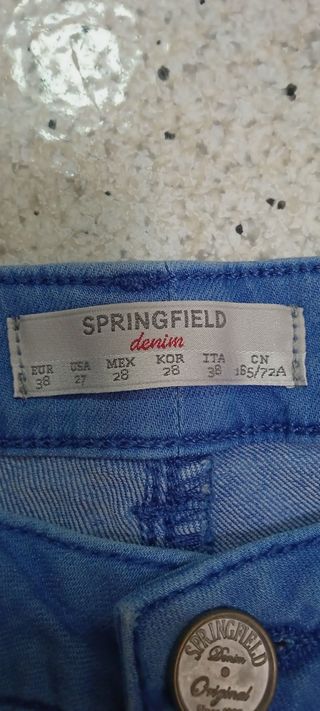 SPRINGFIELD
denim
EUR USA MEX KOR ITA CN
38 27 28 28 38 165/72A
SPRINGFIELD
Denim
Original